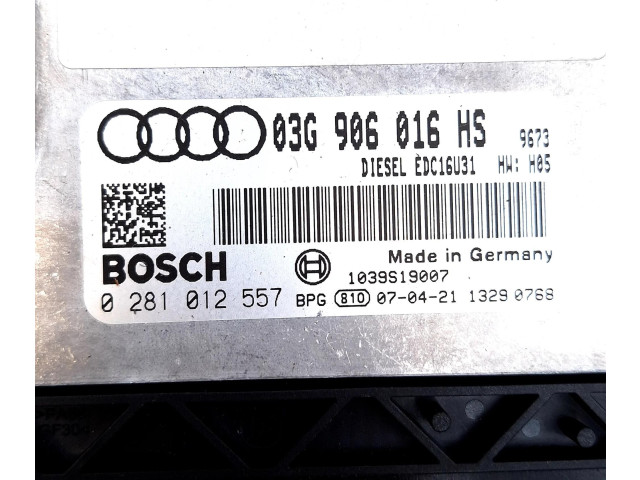 03G 906 016 HS 9673
DIESEL EDC16U31 HW: H05
BOSCH
Made in Germany
1039S19007
0 281 012 557 BPG 810 07-04-21 1329 0768